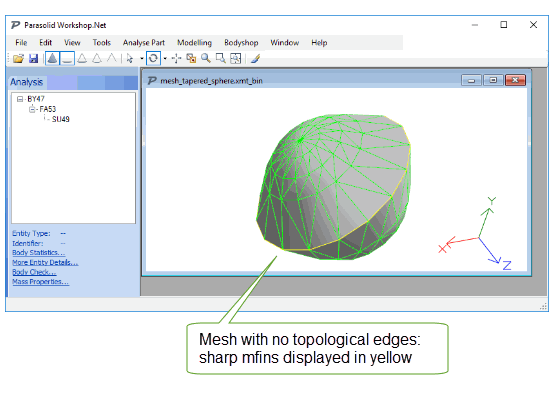 Parasolid Workshop.Net
File Edit View Tools Analyse Part Modelling Bodyshop Window Help
Analysis
BY47
FA53
SU49
Entity Type: --
Identifier: --
Body Statistics...
More Entity Details...
Body Check...
Mass Properties...
mesh_tapered_sphere.xmt_bin
Y
X
Z
Mesh with no topological edges:
sharp mfins displayed in yellow